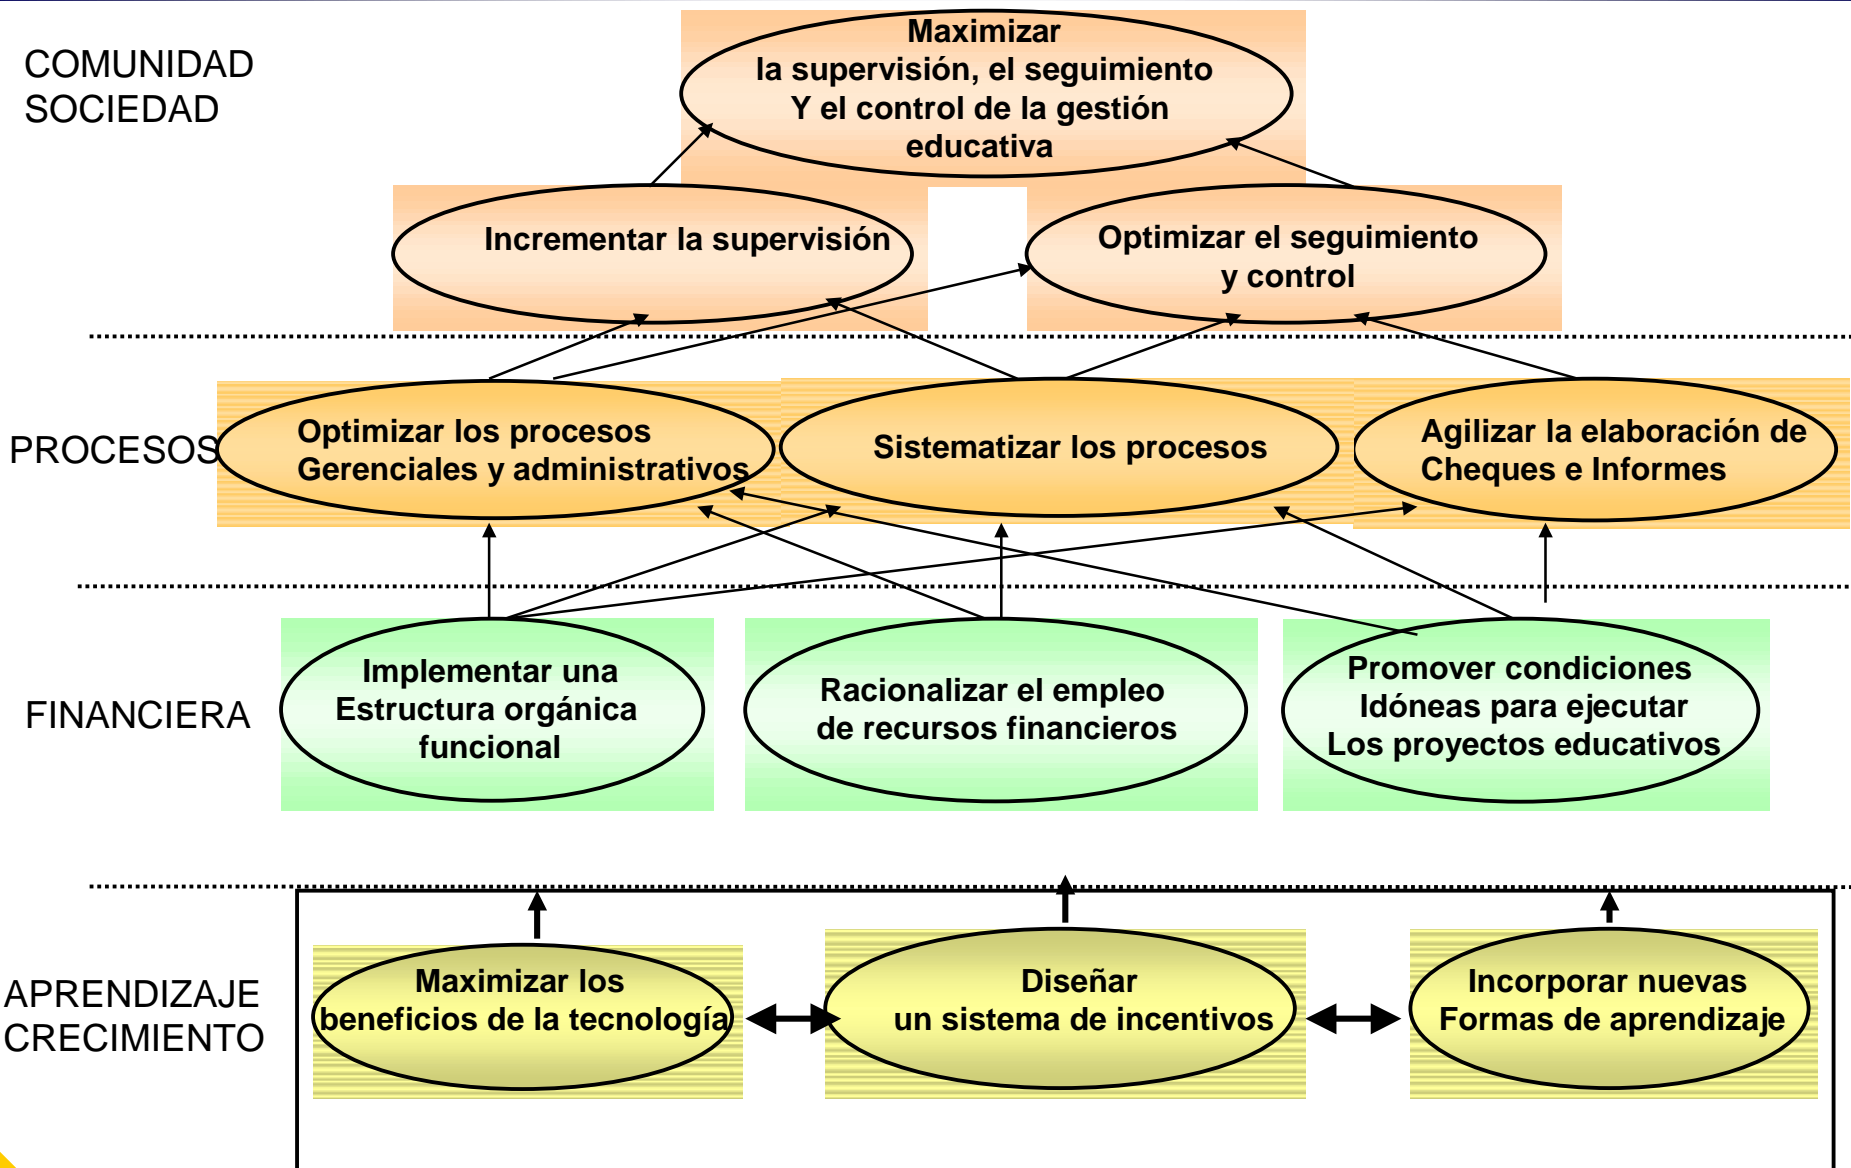 COMUNIDAD
SOCIEDAD
Maximizar
la supervisión, el seguimiento
Y el control de la gestión
educativa
Incrementar la supervisión
Optimizar el seguimiento
y control
PROCESOS
Optimizar los procesos
Gerenciales y administrativos
Sistematizar los procesos
Agilizar la elaboración de
Cheques e Informes
FINANCIERA
Implementar una
Estructura orgánica
funcional
Racionalizar el empleo
de recursos financieros
Promover condiciones
Idóneas para ejecutar
Los proyectos educativos
APRENDIZAJE
CRECIMIENTO
Maximizar los
beneficios de la tecnología
Diseñar
un sistema de incentivos
Incorporar nuevas
Formas de aprendizaje